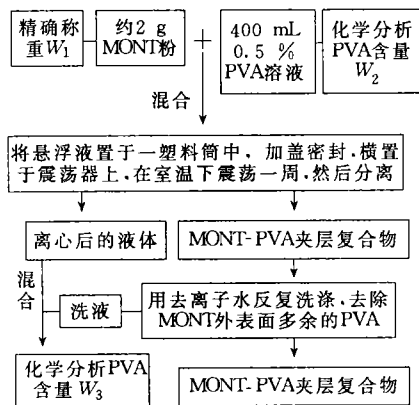 精确称
重W₁
约2 g
MONT粉
400 mL
0.5 %
PVA溶液
化学分析
PVA含量
W₂
混合
将悬浮液置于一塑料筒中，加盖密封，横置
于震荡器上，在室温下震荡一周，然后分离
离心后的液体
MONT-PVA夹层复合物
混合
洗液
用去离子水反复洗涤，去除
MONT外表面多余的PVA
化学分析PVA
含量W₃
MONT-PVA夹层复合物